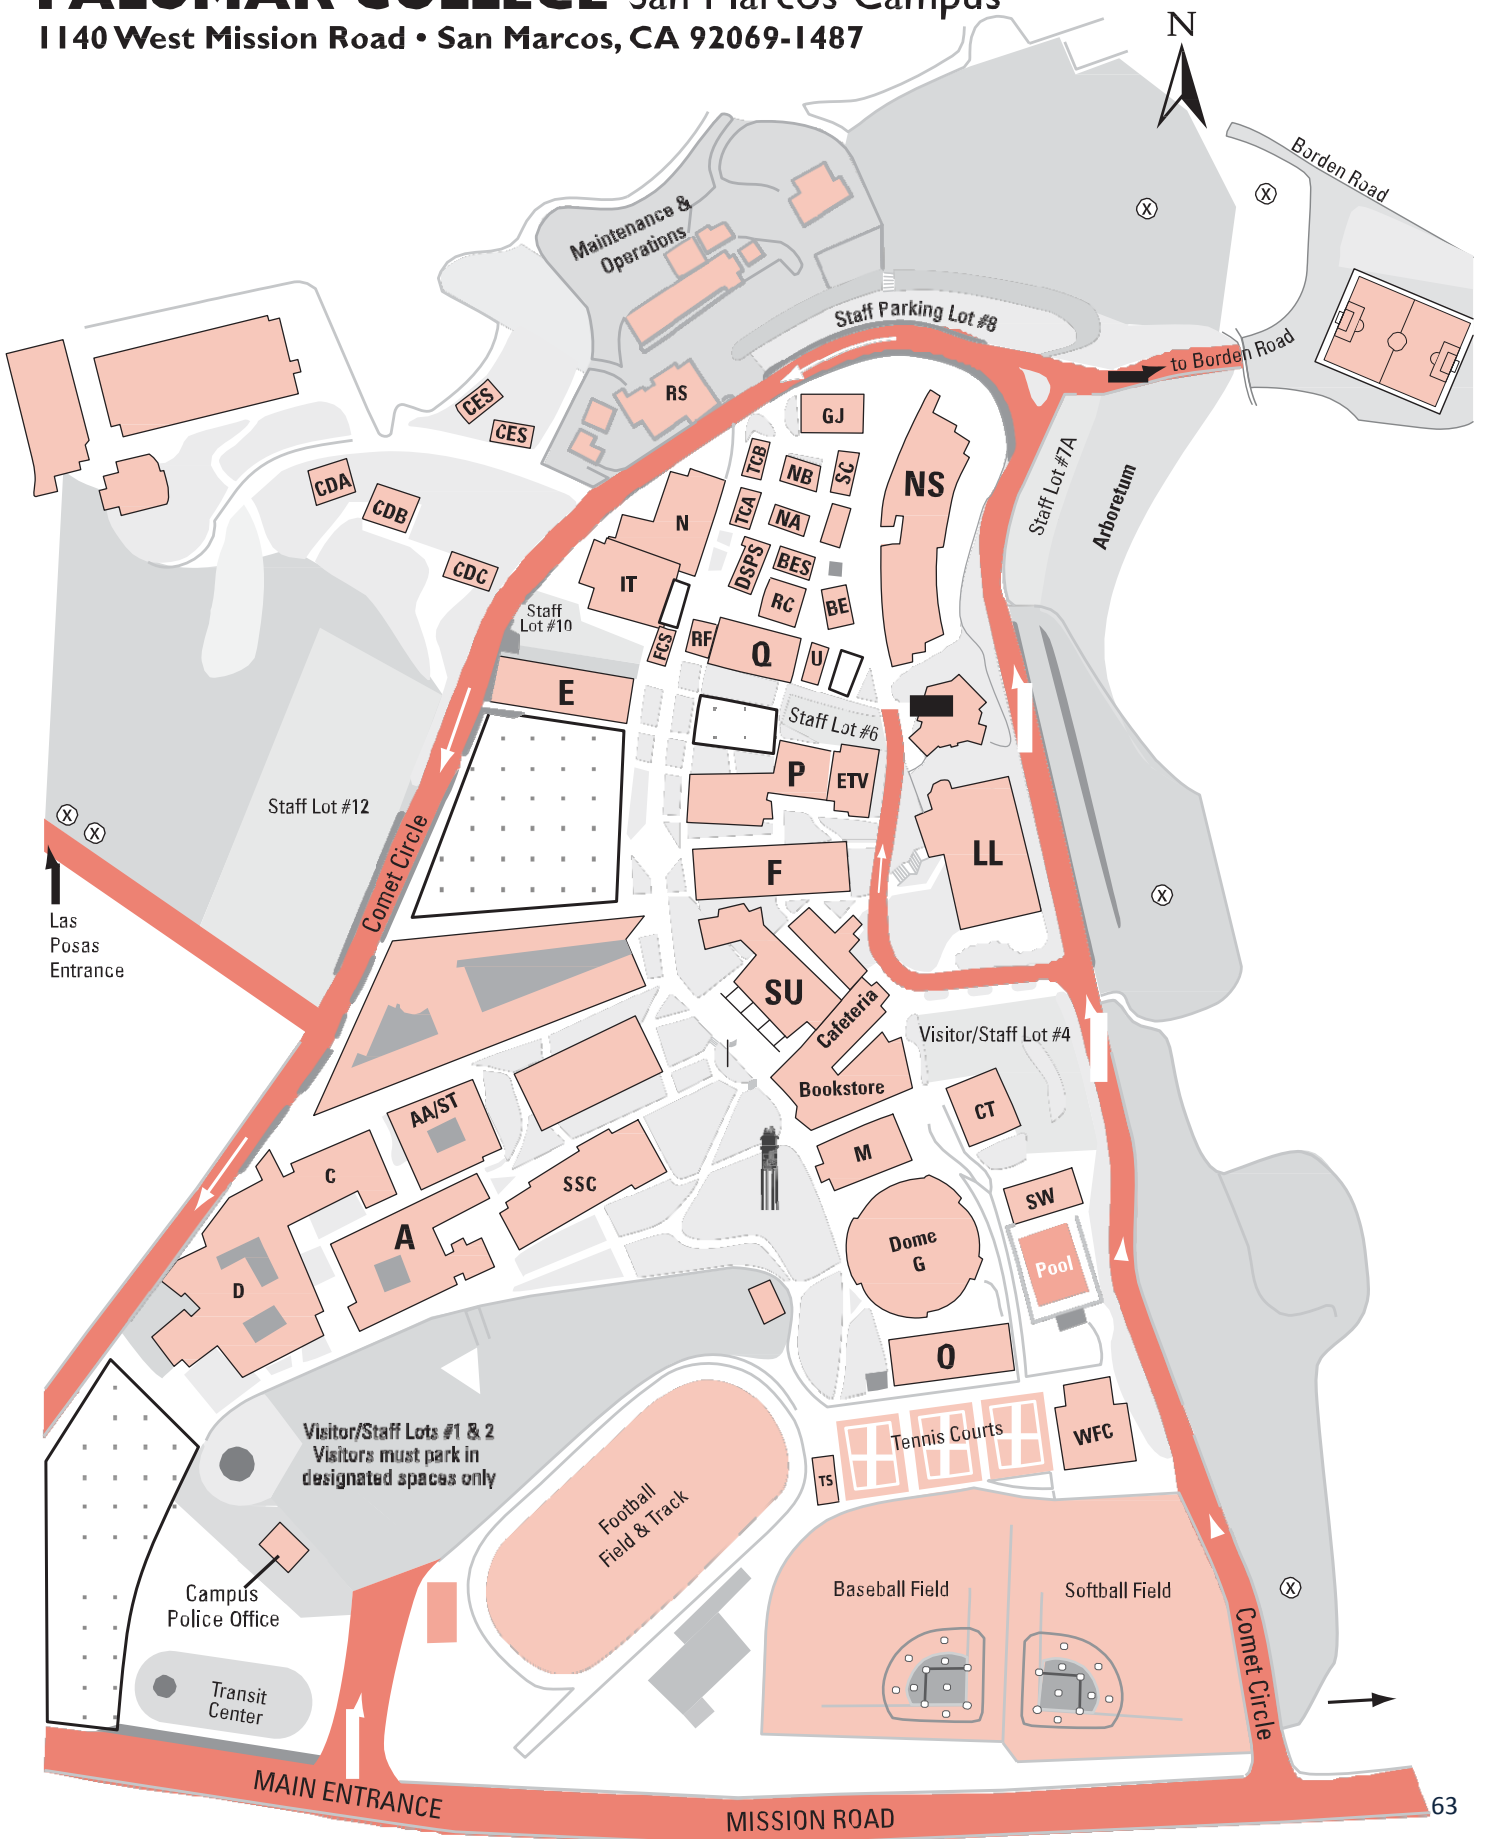 PALOMAR COLLEGE San Marcos Campus
1140 West Mission Road • San Marcos, CA 92069-1487
N
Borden Road
X
X
Maintenance &
Operations
Staff Parking Lot #8
to Borden Road
RS
CES
CES
GJ
TCB
NB
SC
NS
Staff Lot #7A
Arboretum
CDA
CDB
CDC
N
TCA
NA
IT
DSPS
BES
RC
BE
Staff
Lot #10
FCS
RF
Q
U
E
Staff Lot #6
P
ETV
Staff Lot #12
X
X
Comet Circle
LL
F
X
Las
Posas
Entrance
SU
Cafeteria
Visitor/Staff Lot #4
Bookstore
CT
AA/ST
M
C
SSC
SW
A
Dome
G
Pool
D
O
Visitor/Staff Lots #1 & 2
Visitors must park in
designated spaces only
Tennis Courts
WFC
TS
Football
Field & Track
Campus
Police Office
Baseball Field
Softball Field
X
Comet Circle
Transit
Center
MAIN ENTRANCE
MISSION ROAD
63